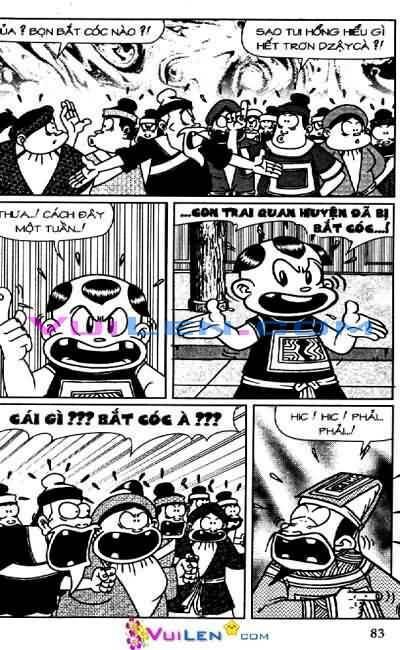 ỦA ? BỌN BẮT CÓC NÀO ?!
SAO TUI HỔNG HIỂU GÌ
HẾT TRƠN DZẬY CÀ ?!
THƯA..! CÁCH ĐÂY
MỘT TUẦN..!
...CON TRAI QUAN HUYỆN ĐÃ BỊ
BẮT CÓC...!
VUILEN.COM
CÁI GÌ ??? BẮT CÓC À ???
HIC ! HIC ! PHẢI..
PHẢI..!
83
VUILEN.COM